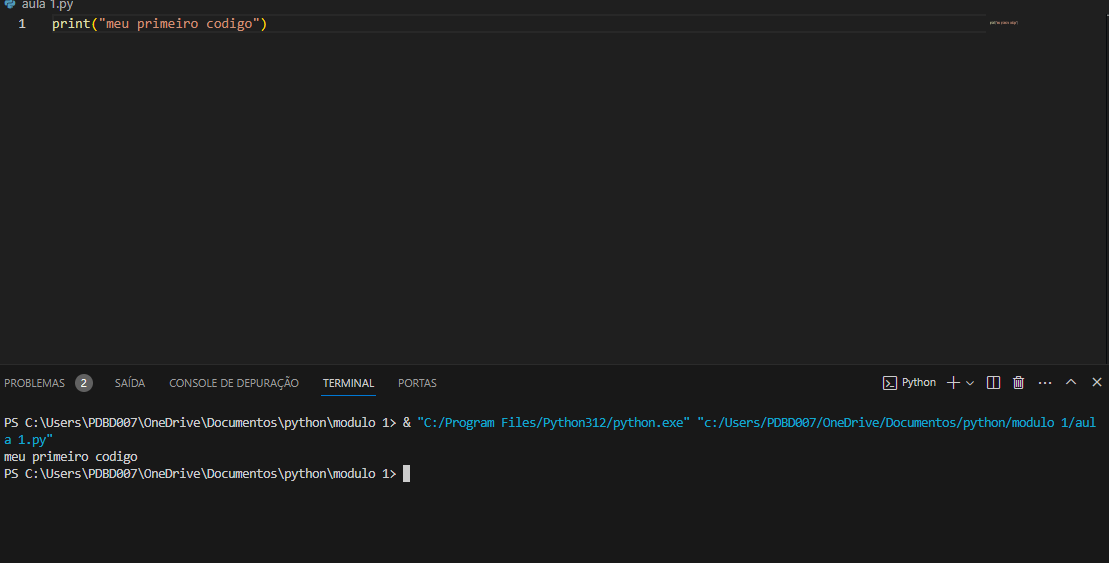 aula 1.py
1 print("meu primeiro codigo")
PROBLEMAS 2 SAÍDA CONSOLE DE DEPURAÇÃO TERMINAL PORTAS Python
PS C:\Users\PDBD007\OneDrive\Documentos\python\modulo 1> & "C:/Program Files/Python312/python.exe" "c:/Users/PDBD007/OneDrive/Documentos/python/modulo 1/aul
a 1.py"
meu primeiro codigo
PS C:\Users\PDBD007\OneDrive\Documentos\python\modulo 1>